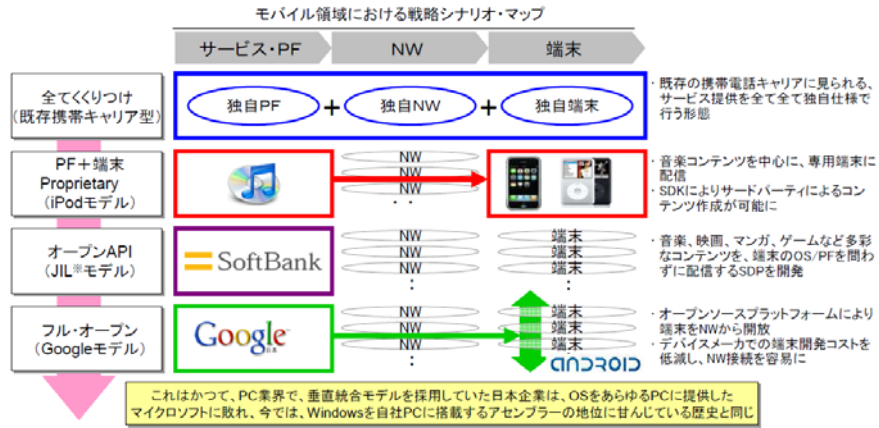 モバイル領域における戦略シナリオ・マップ
サービス・PF
NW
端末
全てくくりつけ
(既存携帯キャリア型)
独自PF
+
独自NW
+
独自端末
・既存の携帯電話キャリアに見られる、
サービス提供を全て全て独自仕様で
行う形態
PF+端末
Proprietary
(iPodモデル)
NW
NW
NW
・・
・音楽コンテンツを中心に、専用端末に
配信
・SDKによりサードパーティによるコン
テンツ作成が可能に
オープンAPI
(JIL※モデル)
SoftBank
NW
NW
NW
:
端末
端末
端末
:
・音楽、映画、マンガ、ゲームなど多彩
なコンテンツを、端末のOS/PFを問わ
ずに配信するSDPを開発
フル・オープン
(Googleモデル)
Google
日本
NW
NW
NW
:
端末
端末
端末
:
ANDROID
・オープンソースプラットフォームにより
端末をNWから開放
・デバイスメーカでの端末開発コストを
低減し、NW接続を容易に
これはかつて、PC業界で、垂直統合モデルを採用していた日本企業は、OSをあらゆるPCに提供した
マイクロソフトに敗れ、今では、Windowsを自社PCに搭載するアセンブラーの地位に甘んじている歴史と同じ